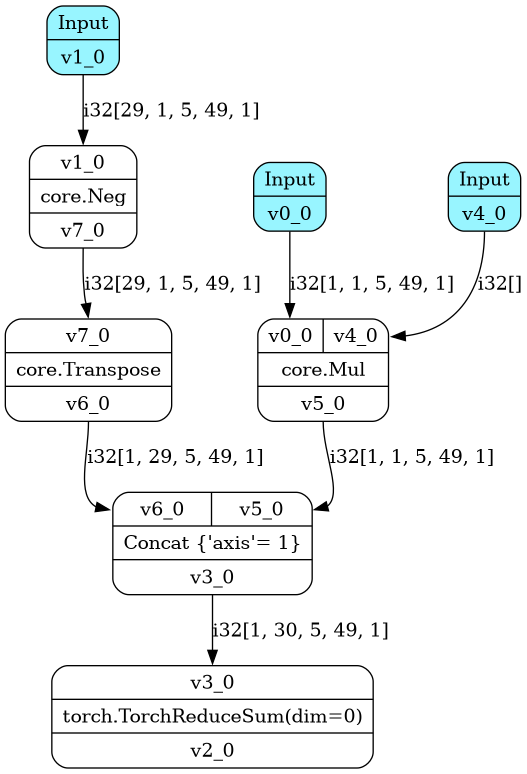 Input
v1_0
i32[29, 1, 5, 49, 1]
v1_0
core.Neg
v7_0
Input
v0_0
Input
v4_0
i32[29, 1, 5, 49, 1]
i32[1, 1, 5, 49, 1]
i32[]
v7_0
core.Transpose
v6_0
v0_0 v4_0
core.Mul
v5_0
i32[1, 29, 5, 49, 1]
i32[1, 1, 5, 49, 1]
v6_0 v5_0
Concat {'axis'= 1}
v3_0
i32[1, 30, 5, 49, 1]
v3_0
torch.TorchReduceSum(dim=0)
v2_0